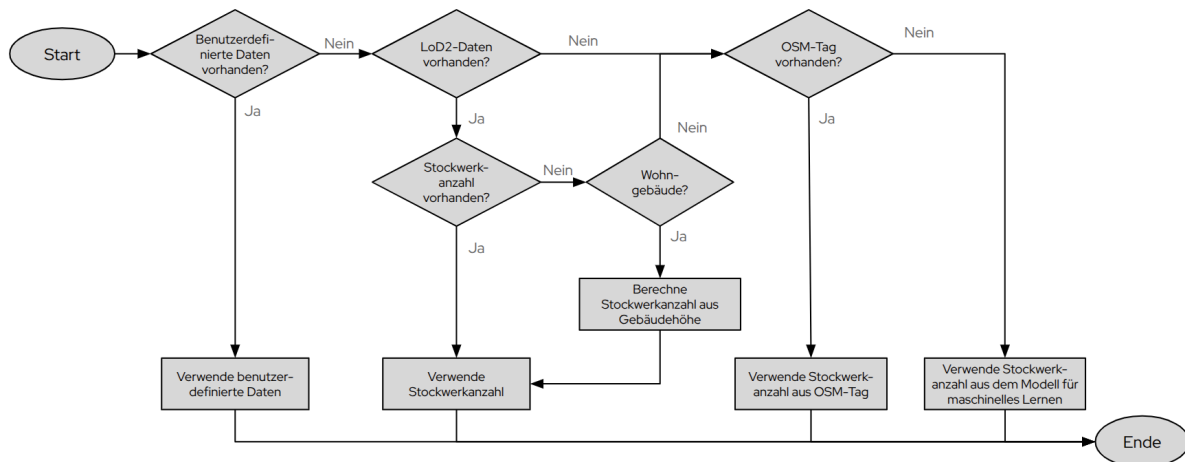 Start
Benutzerdefi-
nierte Daten
vorhanden?
Nein
LoD2-Daten
vorhanden?
Nein
OSM-Tag
vorhanden?
Nein
Ja
Ja
Ja
Stockwerk-
anzahl
vorhanden?
Nein
Wohn-
gebäude?
Nein
Ja
Ja
Berechne
Stockwerkanzahl aus
Gebäudehöhe
Verwende benutzer-
definierte Daten
Verwende
Stockwerkanzahl
Verwende Stockwerk-
anzahl aus OSM-Tag
Verwende Stockwerk-
anzahl aus dem Modell für
maschinelles Lernen
Ende